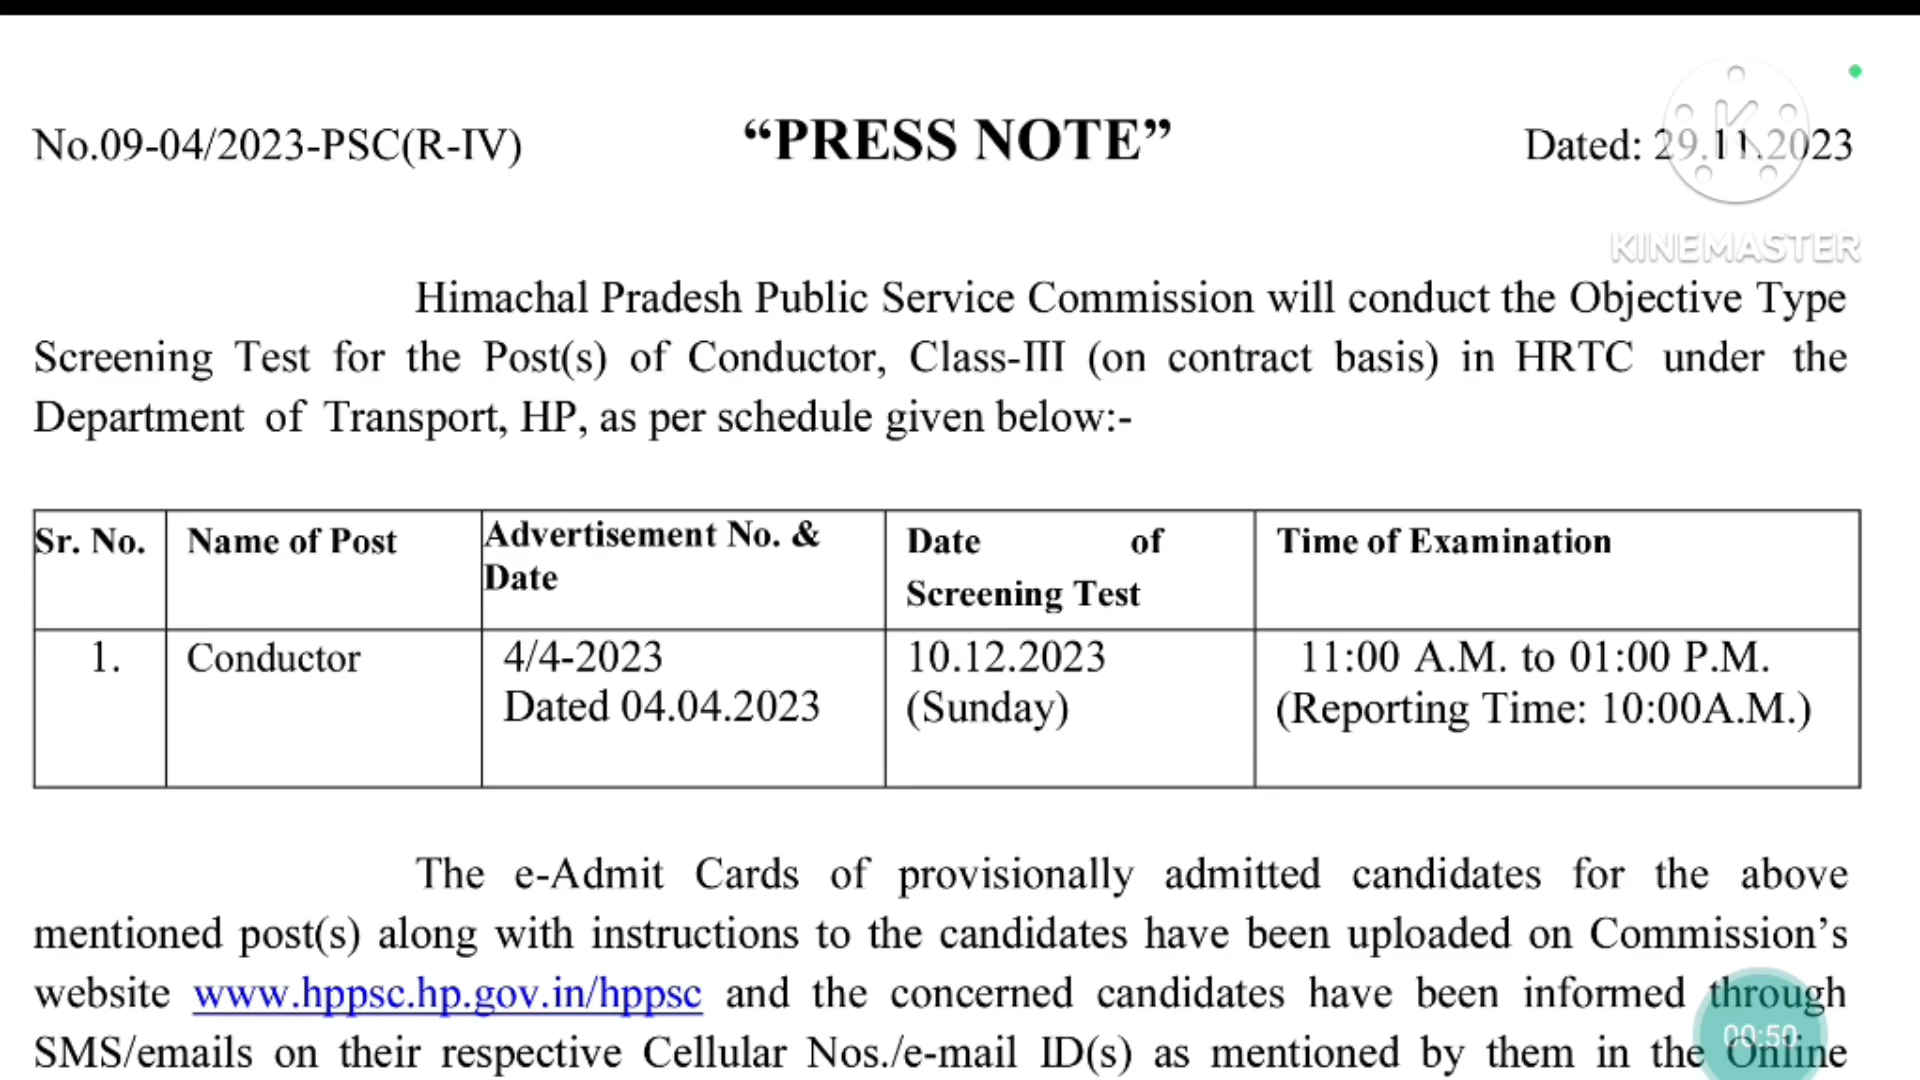 No.09-04/2023-PSC(R-IV) “PRESS NOTE” Dated: 29.11.2023
KINEMASTER
Himachal Pradesh Public Service Commission will conduct the Objective Type
Screening Test for the Post(s) of Conductor, Class-III (on contract basis) in HRTC under the
Department of Transport, HP, as per schedule given below:-
Sr. No. Name of Post Advertisement No. & Date Date of Screening Test Time of Examination
1. Conductor 4/4-2023 10.12.2023 11:00 A.M. to 01:00 P.M.
Dated 04.04.2023 (Sunday) (Reporting Time: 10:00A.M.)
The e-Admit Cards of provisionally admitted candidates for the above
mentioned post(s) along with instructions to the candidates have been uploaded on Commission’s
website www.hppsc.hp.gov.in/hppsc and the concerned candidates have been informed through
SMS/emails on their respective Cellular Nos./e-mail ID(s) as mentioned by them in the Online
00:50